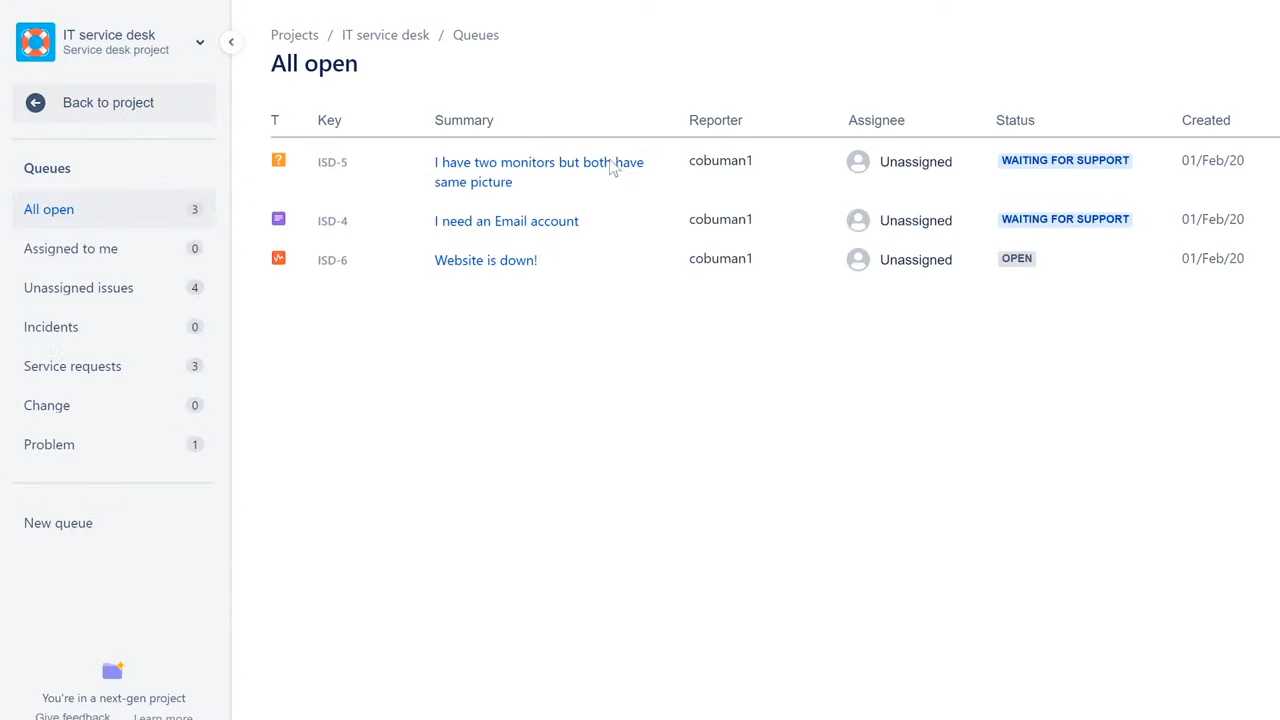 IT service desk
Service desk project
Back to project
Queues
All open 3
Assigned to me 0
Unassigned issues 4
Incidents 0
Service requests 3
Change 0
Problem 1
New queue
You're in a next-gen project
Give feedback Learn more
Projects / IT service desk / Queues
All open
T Key Summary Reporter Assignee Status Created
? ISD-5 I have two monitors but both have cobuman1 Unassigned WAITING FOR SUPPORT 01/Feb/20
same picture
ISD-4 I need an Email account cobuman1 Unassigned WAITING FOR SUPPORT 01/Feb/20
ISD-6 Website is down! cobuman1 Unassigned OPEN 01/Feb/20